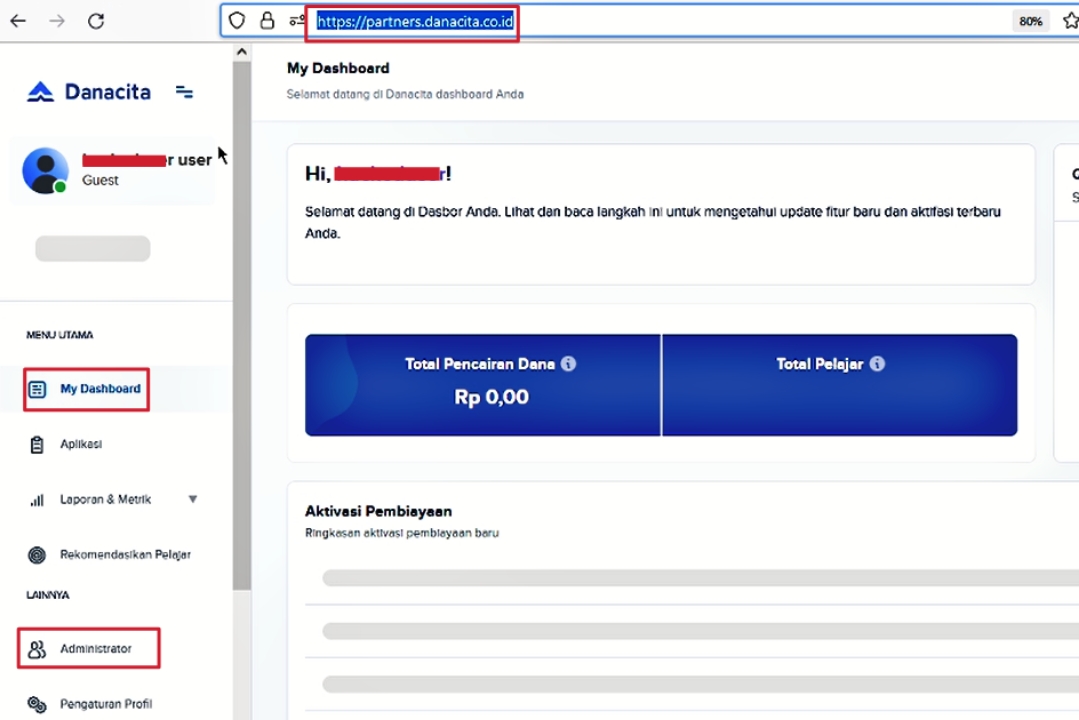 https://partners.danacita.co.id
80%
Danacita
user
Guest
MENU UTAMA
My Dashboard
Aplikasi
Laporan & Metrik
Rekomendasikan Pelajar
LAINNYA
Administrator
Pengaturan Profil
My Dashboard
Selamat datang di Danacita dashboard Anda
Hi, !
Selamat datang di Dasbor Anda. Lihat dan baca langkah ini untuk mengetahui update fitur baru dan aktifasi terbaru
Anda.
Total Pencairan Dana
Rp 0,00
Total Pelajar
Aktivasi Pembiayaan
Ringkasan aktivasi pembiayaan baru